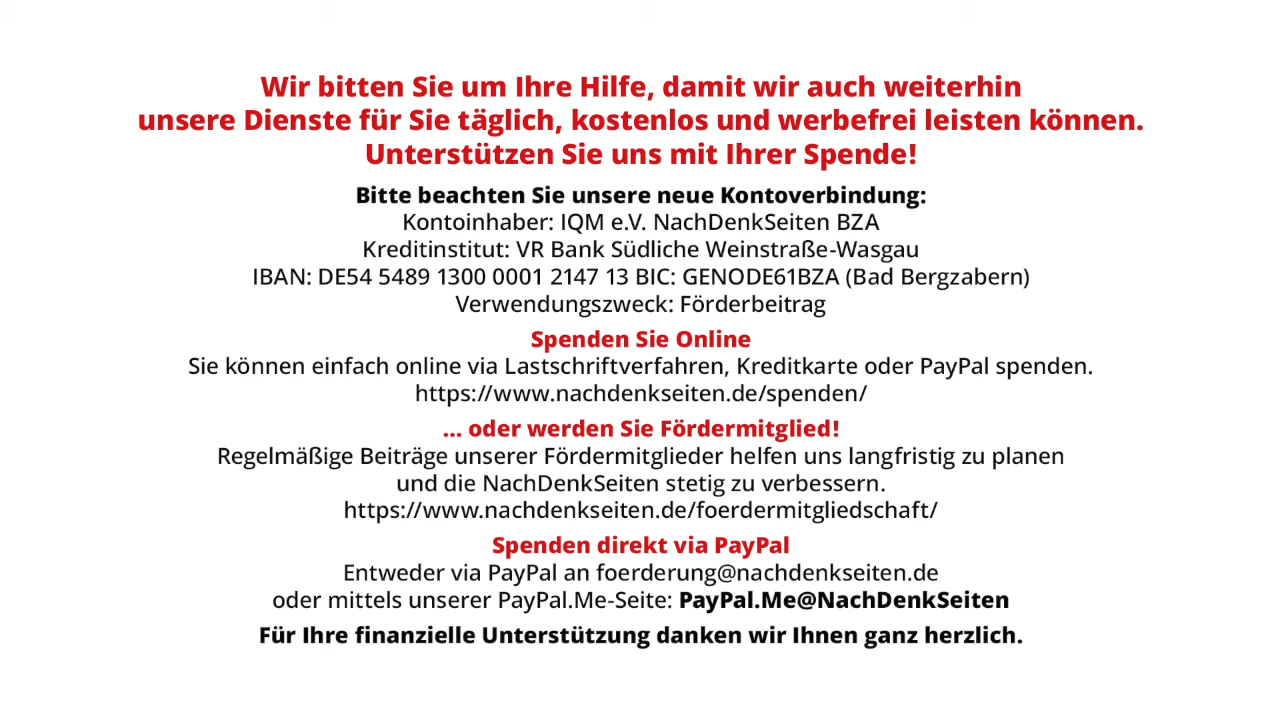 Wir bitten Sie um Ihre Hilfe, damit wir auch weiterhin
unsere Dienste für Sie täglich, kostenlos und werbefrei leisten können.
Unterstützen Sie uns mit Ihrer Spende!
Bitte beachten Sie unsere neue Kontoverbindung:
Kontoinhaber: IQM e.V. NachDenkSeiten BZA
Kreditinstitut: VR Bank Südliche Weinstraße-Wasgau
IBAN: DE54 5489 1300 0001 2147 13 BIC: GENODE61BZA (Bad Bergzabern)
Verwendungszweck: Förderbeitrag
Spenden Sie Online
Sie können einfach online via Lastschriftverfahren, Kreditkarte oder PayPal spenden.
https://www.nachdenkseiten.de/spenden/
... oder werden Sie Fördermitglied!
Regelmäßige Beiträge unserer Fördermitglieder helfen uns langfristig zu planen
und die NachDenkSeiten stetig zu verbessern.
https://www.nachdenkseiten.de/foerdermitgliedschaft/
Spenden direkt via PayPal
Entweder via PayPal an foerderung@nachdenkseiten.de
oder mittels unserer PayPal.Me-Seite: PayPal.Me@NachDenkSeiten
Für Ihre finanzielle Unterstützung danken wir Ihnen ganz herzlich.